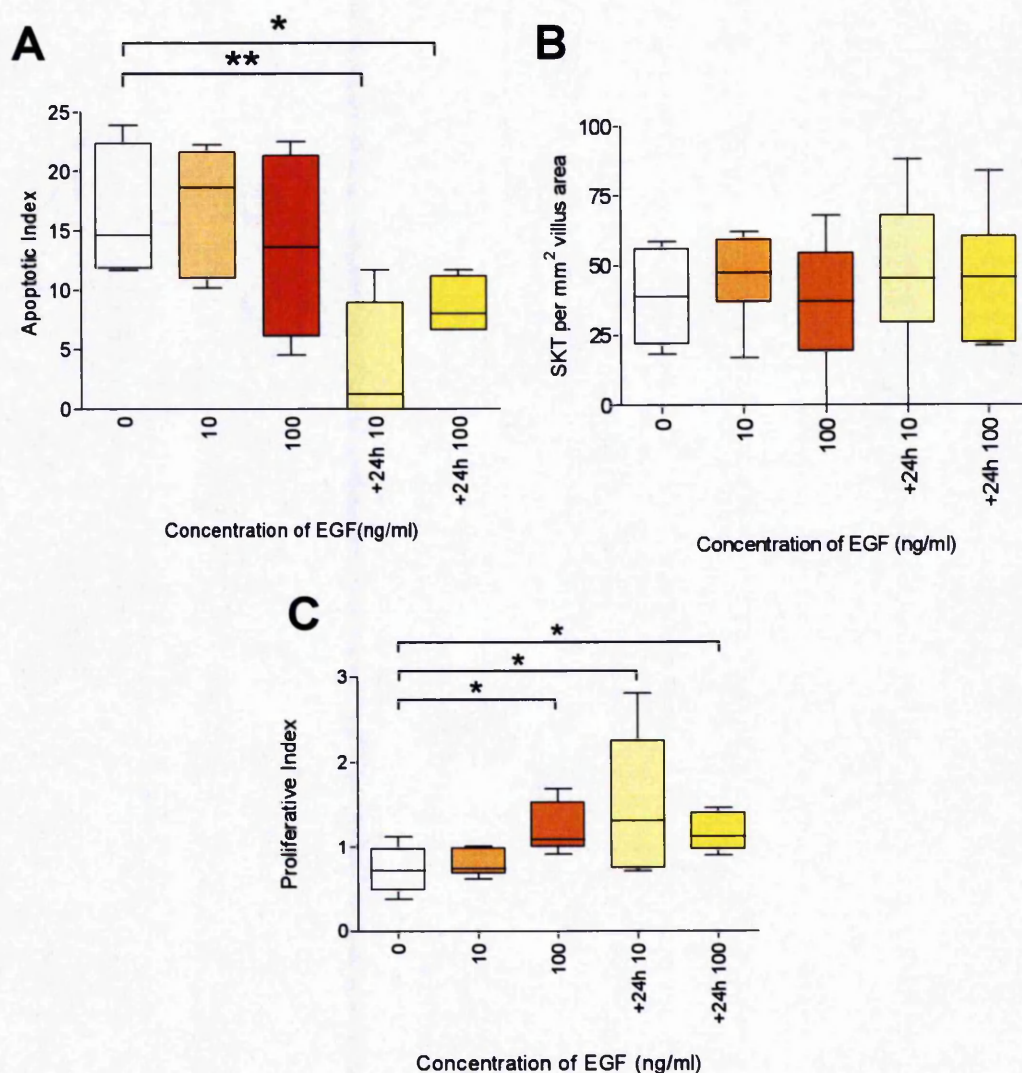 A
*
**
25
20
15
10
5
0
Apoptotic Index
0
10
100
+24h 10
+24h 100
Concentration of EGF(ng/ml)
B
100
75
50
25
0
SKT per mm² villus area
0
10
100
+24h 10
+24h 100
Concentration of EGF (ng/ml)
C
*
*
*
3
2
1
0
Proliferative Index
0
10
100
+24h 10
+24h 100
Concentration of EGF (ng/ml)